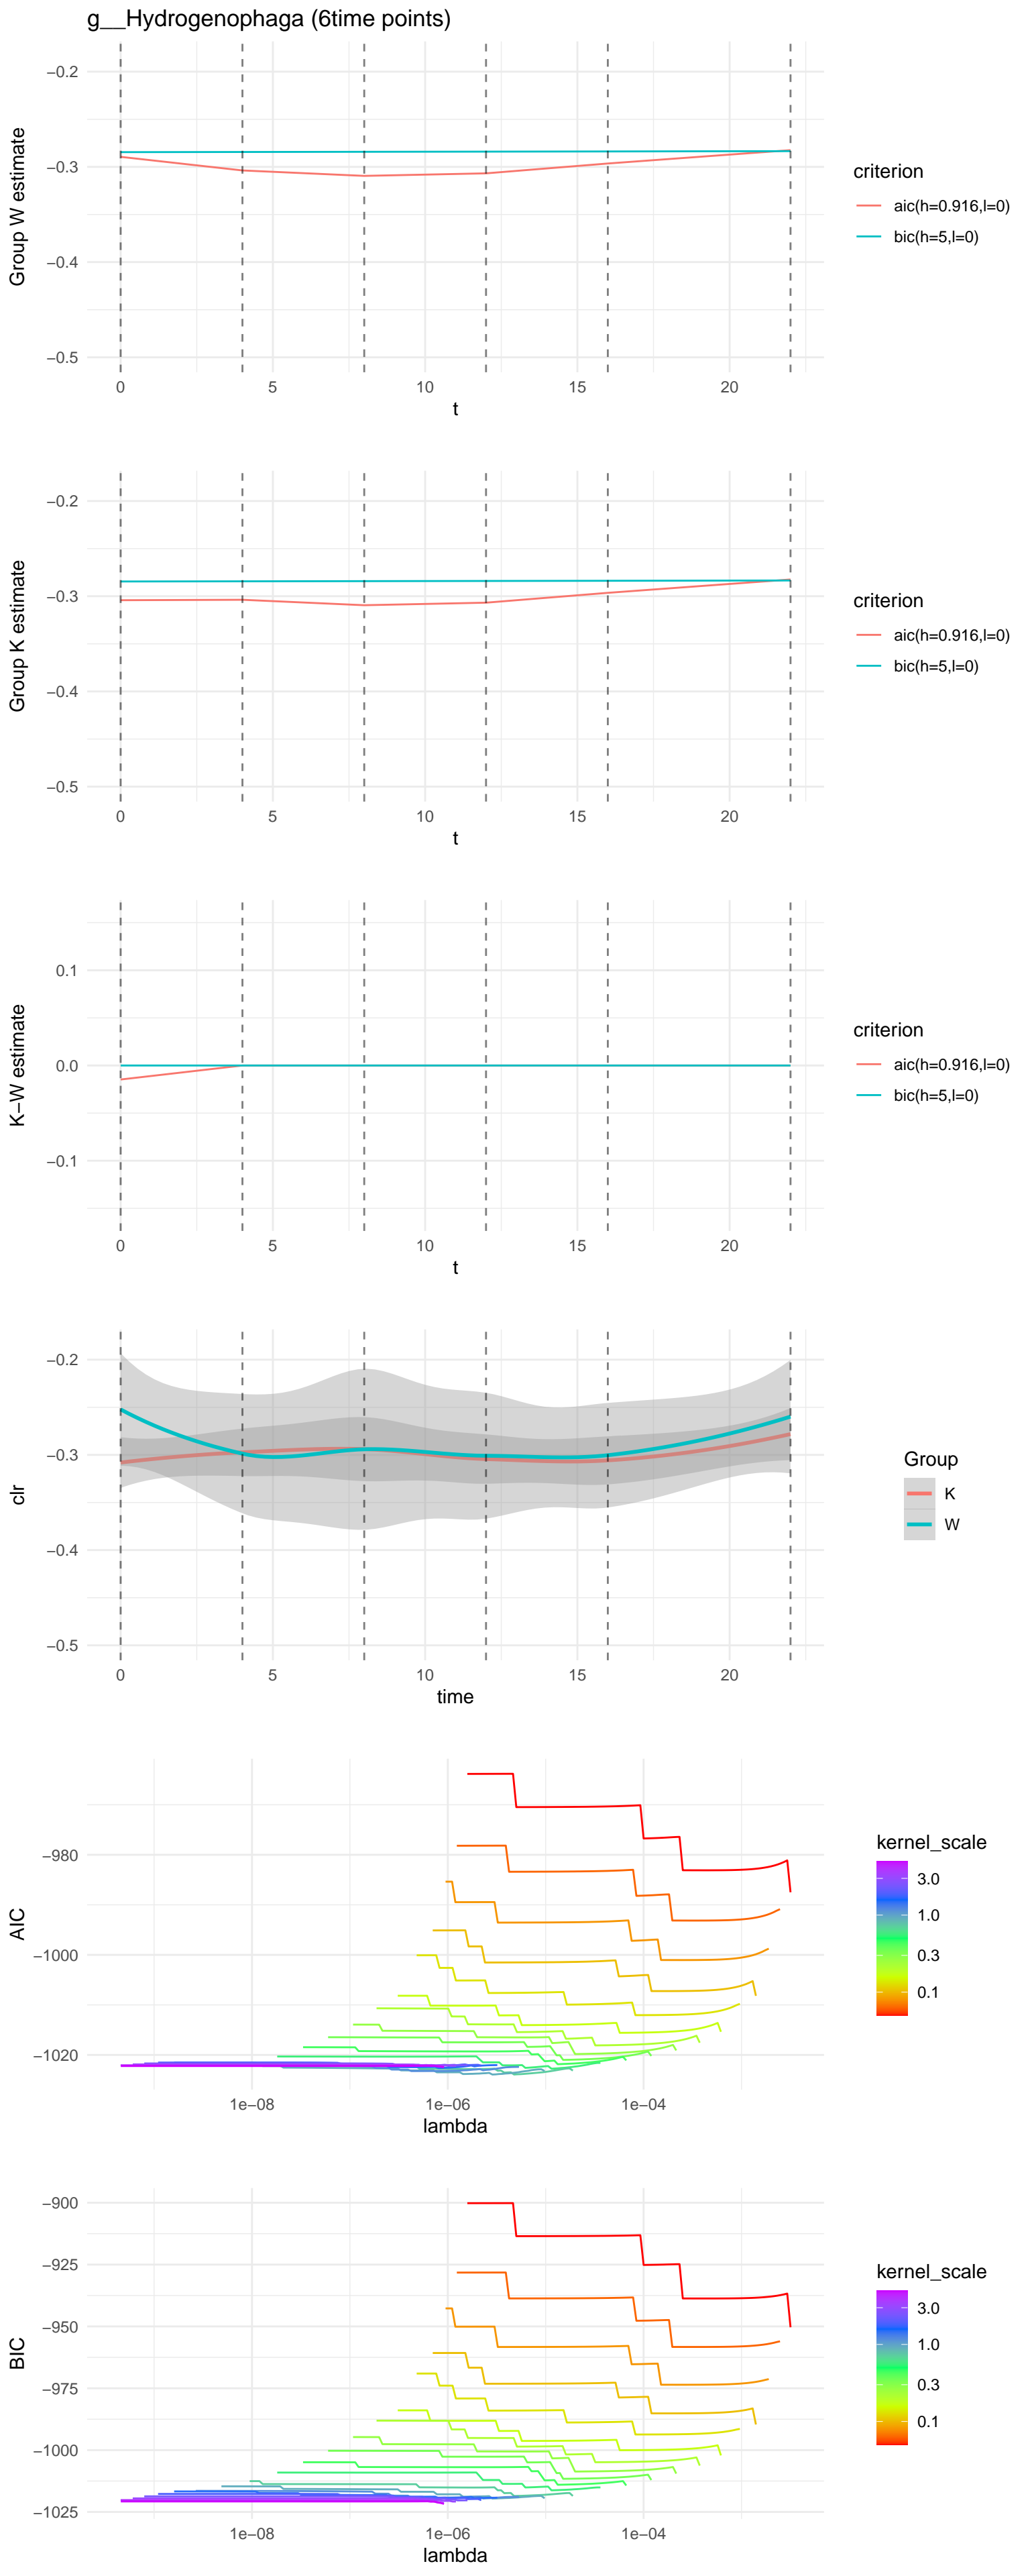 g__Hydrogenophaga (6time points)
−0.2
−0.3
−0.4
−0.5
Group W estimate
0 5 10 15 20
t
criterion
aic(h=0.916,l=0)
bic(h=5,l=0)
−0.2
−0.3
−0.4
−0.5
Group K estimate
0 5 10 15 20
t
criterion
aic(h=0.916,l=0)
bic(h=5,l=0)
0.1
0.0
−0.1
K−W estimate
0 5 10 15 20
t
criterion
aic(h=0.916,l=0)
bic(h=5,l=0)
−0.2
−0.3
−0.4
−0.5
clr
0 5 10 15 20
time
Group
K
W
−980
−1000
−1020
AIC
1e−08 1e−06 1e−04
lambda
kernel_scale
3.0
1.0
0.3
0.1
−900
−925
−950
−975
−1000
−1025
BIC
1e−08 1e−06 1e−04
lambda
kernel_scale
3.0
1.0
0.3
0.1